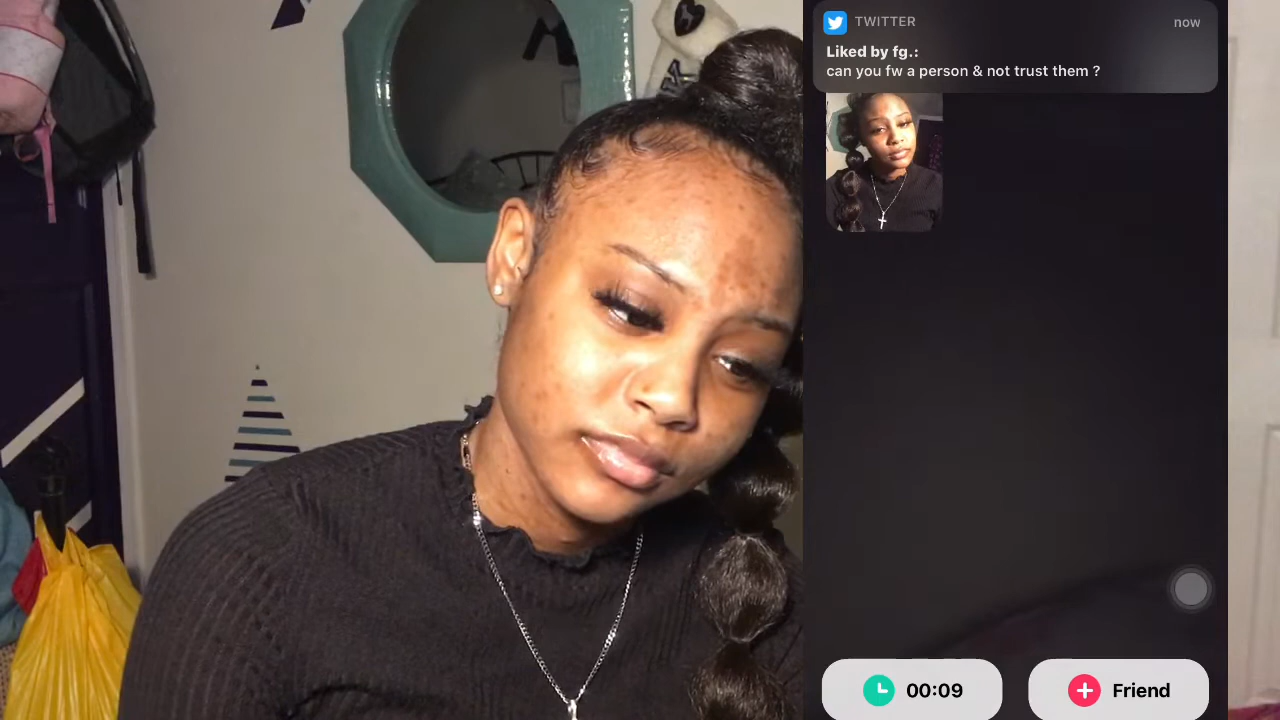 TWITTER
now
Liked by fg.:
can you fw a person & not trust them ?
00:09
Friend